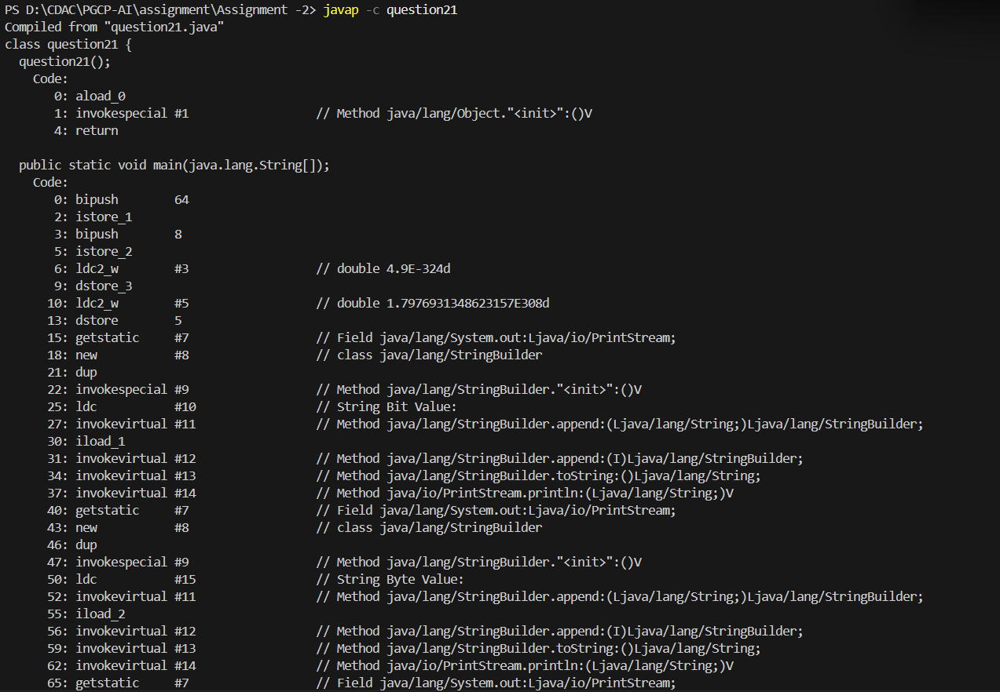 PS D:\CDAC\PGCP-AI\assignment\Assignment -2> javap -c question21
Compiled from "question21.java"
class question21 {
  question21();
    Code:
       0: aload_0
       1: invokespecial #1                  // Method java/lang/Object."<init>":()V
       4: return

  public static void main(java.lang.String[]);
    Code:
       0: bipush        64
       2: istore_1
       3: bipush        8
       5: istore_2
       6: ldc2_w        #3                  // double 4.9E-324d
       9: dstore_3
      10: ldc2_w        #5                  // double 1.7976931348623157E308d
      13: dstore        5
      15: getstatic     #7                  // Field java/lang/System.out:Ljava/io/PrintStream;
      18: new           #8                  // class java/lang/StringBuilder
      21: dup
      22: invokespecial #9                  // Method java/lang/StringBuilder."<init>":()V
      25: ldc           #10                 // String Bit Value:
      27: invokevirtual #11                 // Method java/lang/StringBuilder.append:(Ljava/lang/String;)Ljava/lang/StringBuilder;
      30: iload_1
      31: invokevirtual #12                 // Method java/lang/StringBuilder.append:(I)Ljava/lang/StringBuilder;
      34: invokevirtual #13                 // Method java/lang/StringBuilder.toString:()Ljava/lang/String;
      37: invokevirtual #14                 // Method java/io/PrintStream.println:(Ljava/lang/String;)V
      40: getstatic     #7                  // Field java/lang/System.out:Ljava/io/PrintStream;
      43: new           #8                  // class java/lang/StringBuilder
      46: dup
      47: invokespecial #9                  // Method java/lang/StringBuilder."<init>":()V
      50: ldc           #15                 // String Byte Value:
      52: invokevirtual #11                 // Method java/lang/StringBuilder.append:(Ljava/lang/String;)Ljava/lang/StringBuilder;
      55: iload_2
      56: invokevirtual #12                 // Method java/lang/StringBuilder.append:(I)Ljava/lang/StringBuilder;
      59: invokevirtual #13                 // Method java/lang/StringBuilder.toString:()Ljava/lang/String;
      62: invokevirtual #14                 // Method java/io/PrintStream.println:(Ljava/lang/String;)V
      65: getstatic     #7                  // Field java/lang/System.out:Ljava/io/PrintStream;